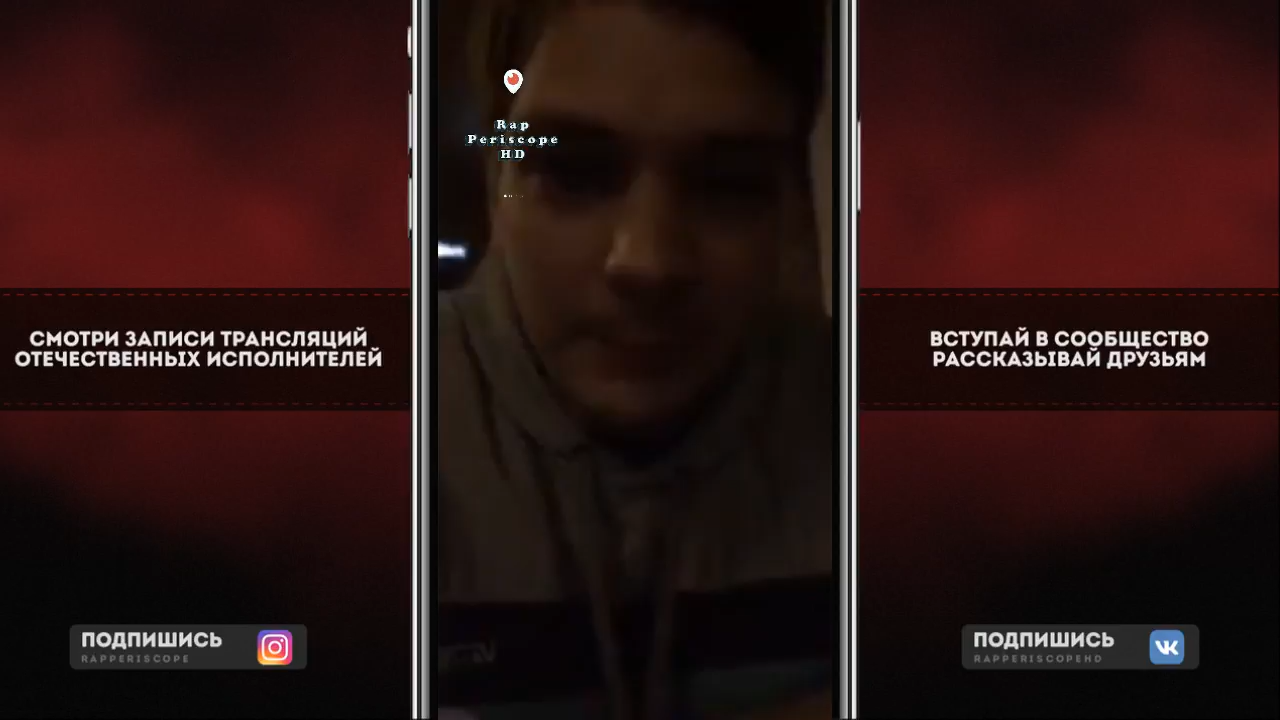 Rap
Periscope
HD
СМОТРИ ЗАПИСИ ТРАНСЛЯЦИЙ
ОТЕЧЕСТВЕННЫХ ИСПОЛНИТЕЛЕЙ
ВСТУПАЙ В СООБЩЕСТВО
РАССКАЗЫВАЙ ДРУЗЬЯМ
ПОДПИШИСЬ
RAPPERISCOPE
ПОДПИШИСЬ
RAPPERISCOPEHD